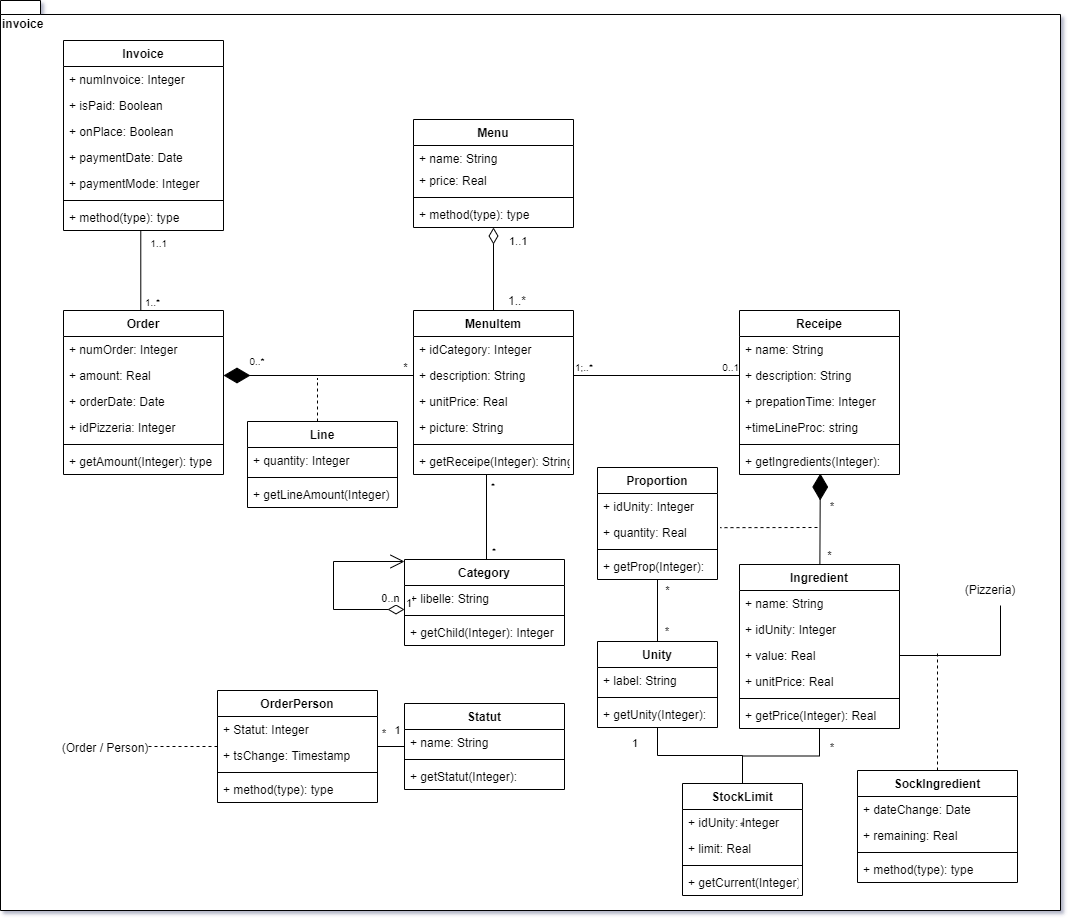 invoice
Invoice
+ numInvoice: Integer
+ isPaid: Boolean
+ onPlace: Boolean
+ paymentDate: Date
+ paymentMode: Integer
+ method(type): type
1..1
1..*
Menu
+ name: String
+ price: Real
+ method(type): type
1..1
1..*
Order
+ numOrder: Integer
+ amount: Real
+ orderDate: Date
+ idPizzeria: Integer
+ getAmount(Integer): type
0..*
*
Line
+ quantity: Integer
+ getLineAmount(Integer)
MenuItem
+ idCategory: Integer
+ description: String
+ unitPrice: Real
+ picture: String
+ getReceipe(Integer): String
1;..*
0..1
Receipe
+ name: String
+ description: String
+ prepationTime: Integer
+timeLineProc: string
+ getIngredients(Integer):
*
*
Proportion
+ idUnity: Integer
+ quantity: Real
+ getProp(Integer):
*
*
*
*
Category
+ libelle: String
+ getChild(Integer): Integer
0..n
1
Ingredient
+ name: String
+ idUnity: Integer
+ value: Real
+ unitPrice: Real
+ getPrice(Integer): Real
(Pizzeria)
Unity
+ label: String
+ getUnity(Integer):
1
*
OrderPerson
+ Statut: Integer
+ tsChange: Timestamp
+ method(type): type
(Order / Person)
*
1
Statut
+ name: String
+ getStatut(Integer):
StockLimit
+ idUnity: Integer
+ limit: Real
+ getCurrent(Integer)
SockIngredient
+ dateChange: Date
+ remaining: Real
+ method(type): type